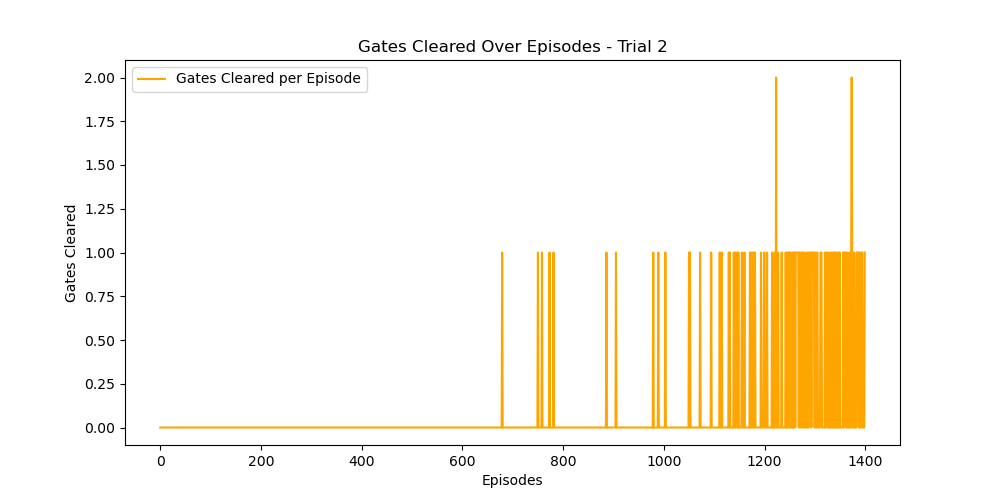 Gates Cleared Over Episodes - Trial 2
Gates Cleared per Episode
2.00
1.75
1.50
1.25
1.00
0.75
0.50
0.25
0.00
Gates Cleared
0 200 400 600 800 1000 1200 1400
Episodes